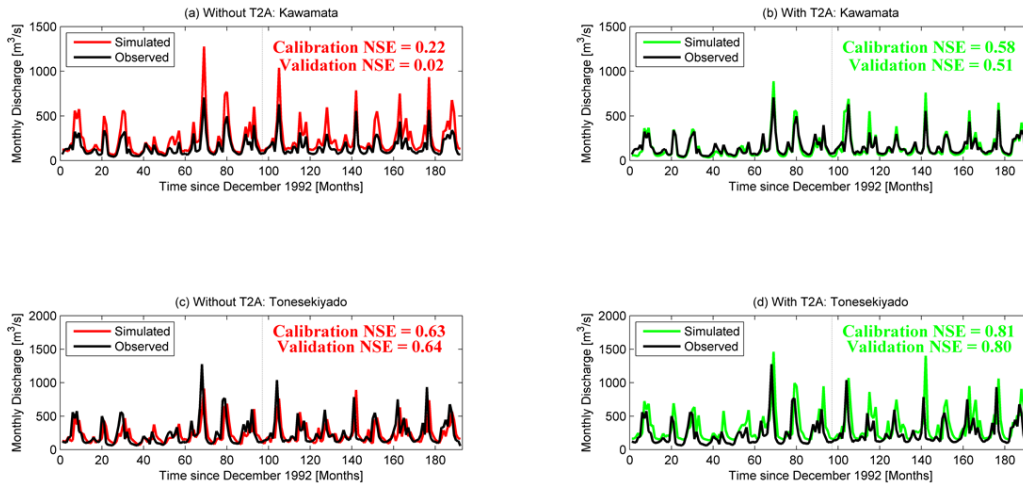 (a) Without T2A: Kawamata
Monthly Discharge [m³/s]
1500
1000
500
0
Simulated
Observed
Calibration NSE = 0.22
Validation NSE = 0.02
0 20 40 60 80 100 120 140 160 180
Time since December 1992 [Months]
(b) With T2A: Kawamata
Monthly Discharge [m³/s]
1500
1000
500
0
Simulated
Observed
Calibration NSE = 0.58
Validation NSE = 0.51
0 20 40 60 80 100 120 140 160 180
Time since December 1992 [Months]
(c) Without T2A: Tonesekiyado
Monthly Discharge [m³/s]
2000
1500
1000
500
0
Simulated
Observed
Calibration NSE = 0.63
Validation NSE = 0.64
0 20 40 60 80 100 120 140 160 180
Time since December 1992 [Months]
(d) With T2A: Tonesekiyado
Monthly Discharge [m³/s]
2000
1500
1000
500
0
Simulated
Observed
Calibration NSE = 0.81
Validation NSE = 0.80
0 20 40 60 80 100 120 140 160 180
Time since December 1992 [Months]